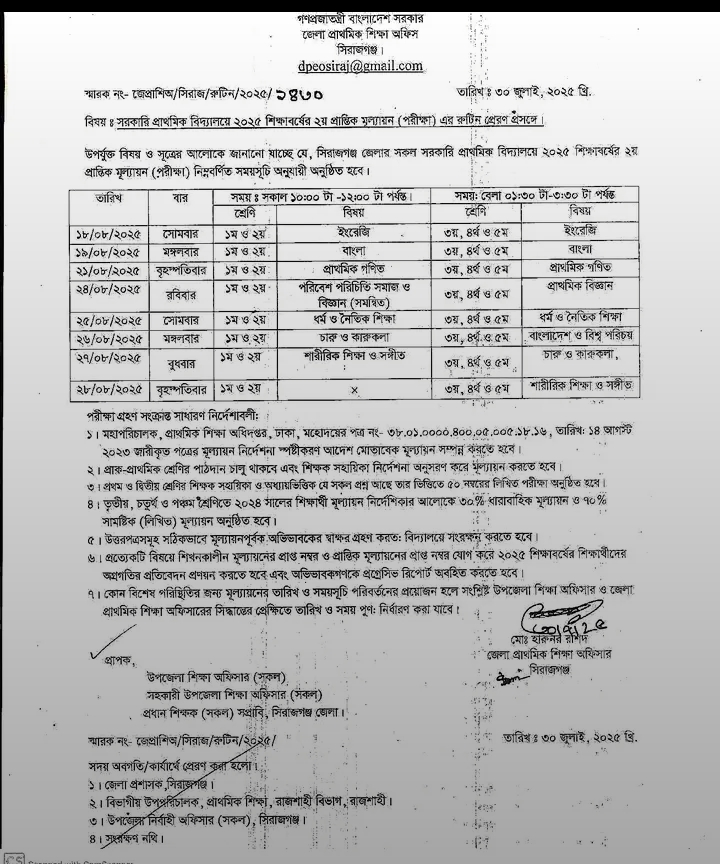 গণপ্রজাতন্ত্রী বাংলাদেশ সরকার
জেলা প্রাথমিক শিক্ষা অফিস
সিরাজগঞ্জ।
dpeosiraj@gmail.com
স্মারক নং- জেপ্রাশিঅ/সিরাজ/রুটিন/২০২৫/ ১৪৩০ তারিখ ঃ ৩০ জুলাই, ২০২৫ খ্রি.
বিষয় ঃ সরকারি প্রাথমিক বিদ্যালয়ে ২০২৫ শিক্ষাবর্ষের ২য় প্রান্তিক মূল্যায়ন (পরীক্ষা) এর রুটিন প্রেরণ প্রসঙ্গে।
উপর্যুক্ত বিষয় ও সূত্রের আলোকে জানানো যাচ্ছে যে, সিরাজগঞ্জ জেলার সকল সরকারি প্রাথমিক বিদ্যালয়ে ২০২৫ শিক্ষাবর্ষের ২য়
প্রান্তিক মূল্যায়ন (পরীক্ষা) নিম্নবর্ণিত সময়সূচি অনুযায়ী অনুষ্ঠিত হবে।
তারিখ বার সময় ঃ সকাল ১০:০০ টা -১২:০০ টা পর্যন্ত। সময়: বেলা ০১:৩০ টা-৩:৩০ টা পর্যন্ত
শ্রেণি বিষয় শ্রেণি বিষয়
১৮/০৮/২০২৫ সোমবার ১ম ও ২য় ইংরেজি ৩য়, ৪র্থ ও ৫ম ইংরেজি
১৯/০৮/২০২৫ মঙ্গলবার ১ম ও ২য় বাংলা ৩য়, ৪র্থ ও ৫ম বাংলা
২১/০৮/২০২৫ বৃহস্পতিবার ১ম ও ২য় প্রাথমিক গণিত ৩য়, ৪র্থ ও ৫ম প্রাথমিক গণিত
২৪/০৮/২০২৫ রবিবার ১ম ও ২য় পরিবেশ পরিচিতি সমাজ ও ৩য়, ৪র্থ ও ৫ম প্রাথমিক বিজ্ঞান
বিজ্ঞান (সমন্বিত)
২৫/০৮/২০২৫ সোমবার ১ম ও ২য় ধর্ম ও নৈতিক শিক্ষা ৩য়, ৪র্থ ও ৫ম ধর্ম ও নৈতিক শিক্ষা
২৬/০৮/২০২৫ মঙ্গলবার ১ম ও ২য় চারু ও কারুকলা ৩য়, ৪র্থ ও ৫ম বাংলাদেশ ও বিশ্ব পরিচয়
২৭/০৮/২০২৫ বুধবার ১ম ও ২য় শারীরিক শিক্ষা ও সঙ্গীত ৩য়, ৪র্থ ও ৫ম চারু ও কারুকলা,
২৮/০৮/২০২৫ বৃহস্পতিবার ১ম ও ২য় x ৩য়, ৪র্থ ও ৫ম শারীরিক শিক্ষা ও সঙ্গীত
পরীক্ষা গ্রহণ সংক্রান্ত সাধারণ নির্দেশাবলী:
১। মহাপরিচালক, প্রাথমিক শিক্ষা অধিদপ্তর, ঢাকা, মহোদয়ের পত্র নং- ৩৮.০১.০০০০.৪০০.০৫.০০৫.১৮.১৬, তারিখ: ১৪ আগস্ট
২০২৩ জারীকৃত পত্রের মূল্যায়ন নির্দেশনা স্পষ্টীকরণ আদেশ মোতাবেক মূল্যায়ন সম্পন্ন করতে হবে।
২। প্রাক-প্রাথমিক শ্রেণির পাঠদান চালু থাকবে এবং শিক্ষক সহায়িকা নির্দেশনা অনুসরণ করে মূল্যায়ন করতে হবে।
৩। প্রথম ও দ্বিতীয় শ্রেণির শিক্ষক সহায়িকা ও অধ্যায়ভিত্তিক যে সকল প্রশ্ন আছে তার ভিত্তিতে ৫০ নম্বরের লিখিত পরীক্ষা অনুষ্ঠিত হবে।
৪। তৃতীয়, চতুর্থ ও পঞ্চম শ্রেণিতে ২০২৪ সালের শিক্ষার্থী মূল্যায়ন নির্দেশিকার আলোকে ৩০% ধারাবাহিক মূল্যায়ন ও ৭০%
সামষ্টিক (লিখিত) মূল্যায়ন অনুষ্ঠিত হবে।
৫। উত্তরপত্রসমূহ সঠিকভাবে মূল্যায়নপূর্বক অভিভাবকের স্বাক্ষর গ্রহণ করত: বিদ্যালয়ে সংরক্ষন করতে হবে।
৬। প্রত্যেকটি বিষয়ে শিখনকালীন মূল্যায়নের প্রাপ্ত নম্বর ও প্রান্তিক মূল্যায়নের প্রাপ্ত নম্বর যোগ করে ২০২৫ শিক্ষাবর্ষের শিক্ষার্থীদের
অগ্রগতির প্রতিবেদন প্রণয়ন করতে হবে এবং অভিভাবকগণকে প্রগ্রেসিভ রিপোর্ট অবহিত করতে হবে।
৭। কোন বিশেষ পরিস্থিতির জন্য মূল্যায়নের তারিখ ও সময়সূচি পরিবর্তনের প্রয়োজন হলে সংশ্লিষ্ট উপজেলা শিক্ষা অফিসার ও জেলা
প্রাথমিক শিক্ষা অফিসারের সিদ্ধান্তের প্রেক্ষিতে তারিখ ও সময় পুণ: নির্ধারণ করা যাবে।
মোঃ হারুনর রশিদ
জেলা প্রাথমিক শিক্ষা অফিসার
সিরাজগঞ্জ
প্রাপক,
উপজেলা শিক্ষা অফিসার (সকল)
সহকারী উপজেলা শিক্ষা অফিসার (সকল)
প্রধান শিক্ষক (সকল) সপ্রাবি, সিরাজগঞ্জ জেলা।
স্মারক নং- জেপ্রাশিঅ/সিরাজ/রুটিন/২০২৫/ তারিখ ঃ ৩০ জুলাই, ২০২৫ খ্রি.
সদয় অবগতি/কার্যার্থে প্রেরণ করা হলো।
১। জেলা প্রশাসক,সিরাজগঞ্জ।
২। বিভাগীয় উপপরিচালক, প্রাথমিক শিক্ষা, রাজশাহী বিভাগ, রাজশাহী।
৩। উপজেলা নির্বাহী অফিসার (সকল), সিরাজগঞ্জ।
৪। সংরক্ষণ নথি।
CS